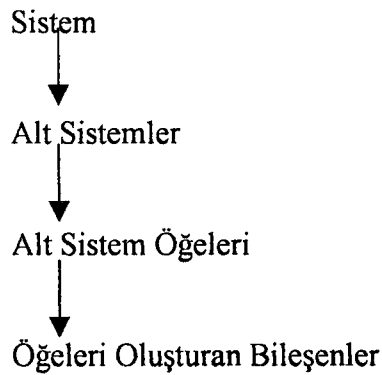 Sistem
Alt Sistemler
Alt Sistem Öğeleri
Öğeleri Oluşturan Bileşenler